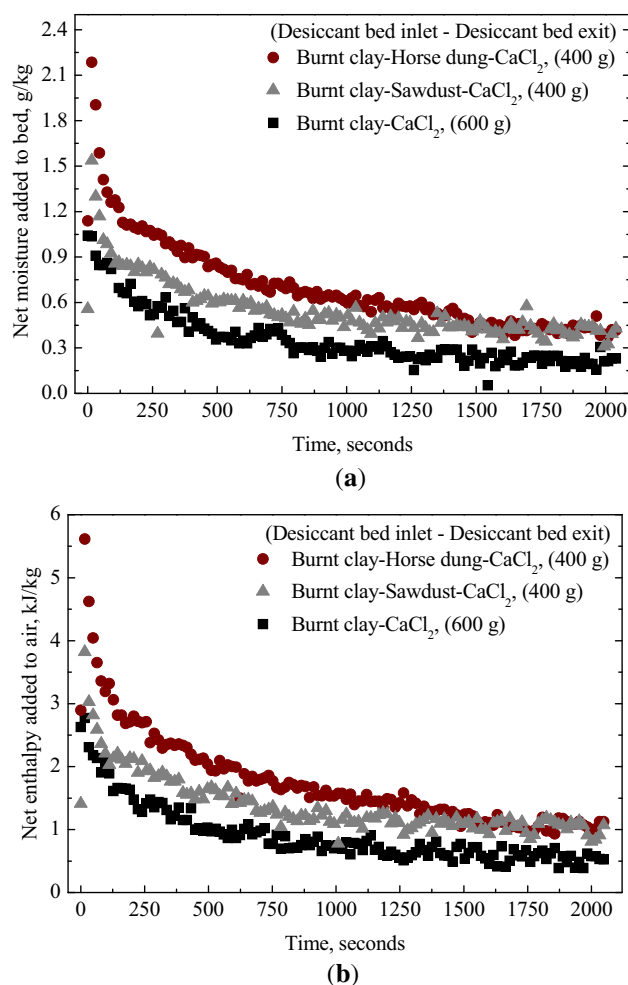 (Desiccant bed inlet - Desiccant bed exit)
Burnt clay-Horse dung-CaCl₂, (400 g)
Burnt clay-Sawdust-CaCl₂, (400 g)
Burnt clay-CaCl₂ (600 g)
Net moisture added to bed, g/kg
2.4
2.1
1.8
1.5
1.2
0.9
0.6
0.3
0.0
0 250 500 750 1000 1250 1500 1750 2000
Time, seconds
(a)
(Desiccant bed inlet - Desiccant bed exit)
Burnt clay-Horse dung-CaCl₂, (400 g)
Burnt clay-Sawdust-CaCl₂, (400 g)
Burnt clay-CaCl₂ (600 g)
Net enthalpy added to air, kJ/kg
6
5
4
3
2
1
0
0 250 500 750 1000 1250 1500 1750 2000
Time, seconds
(b)